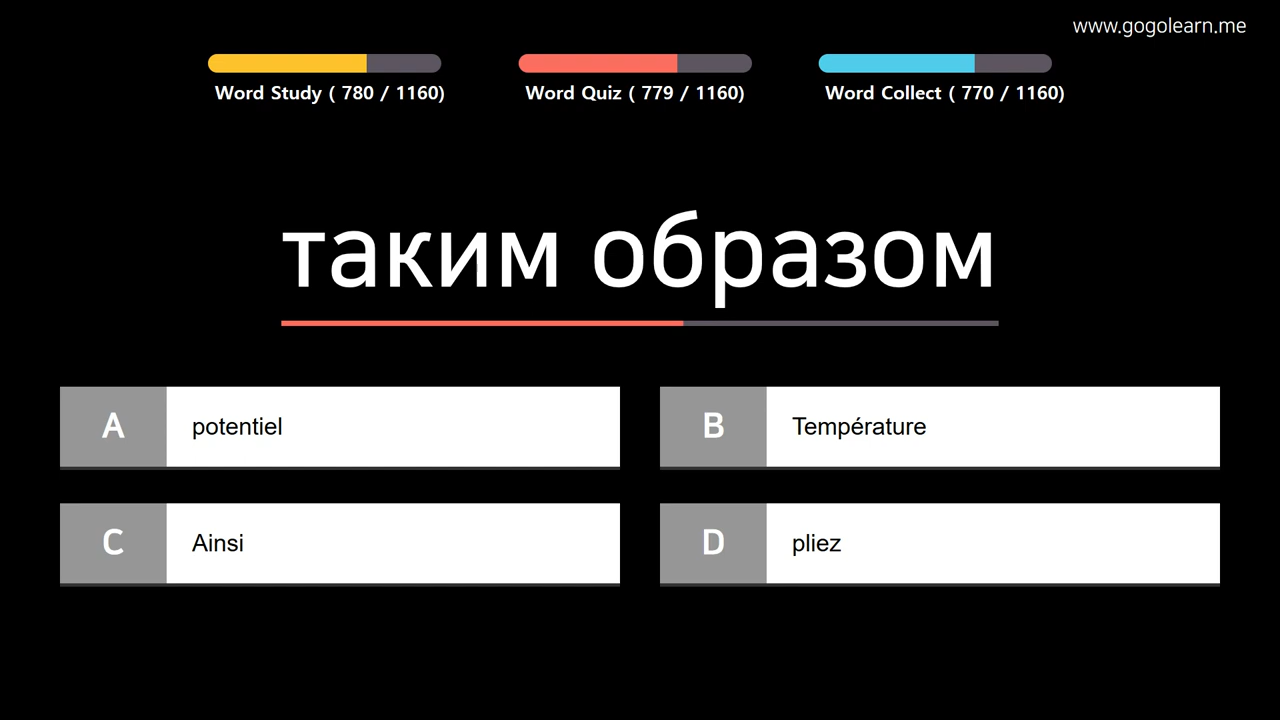 www.gogolearn.me
Word Study ( 780 / 1160)
Word Quiz ( 779 / 1160)
Word Collect ( 770 / 1160)
таким образом
A potentiel
B Température
C Ainsi
D pliez